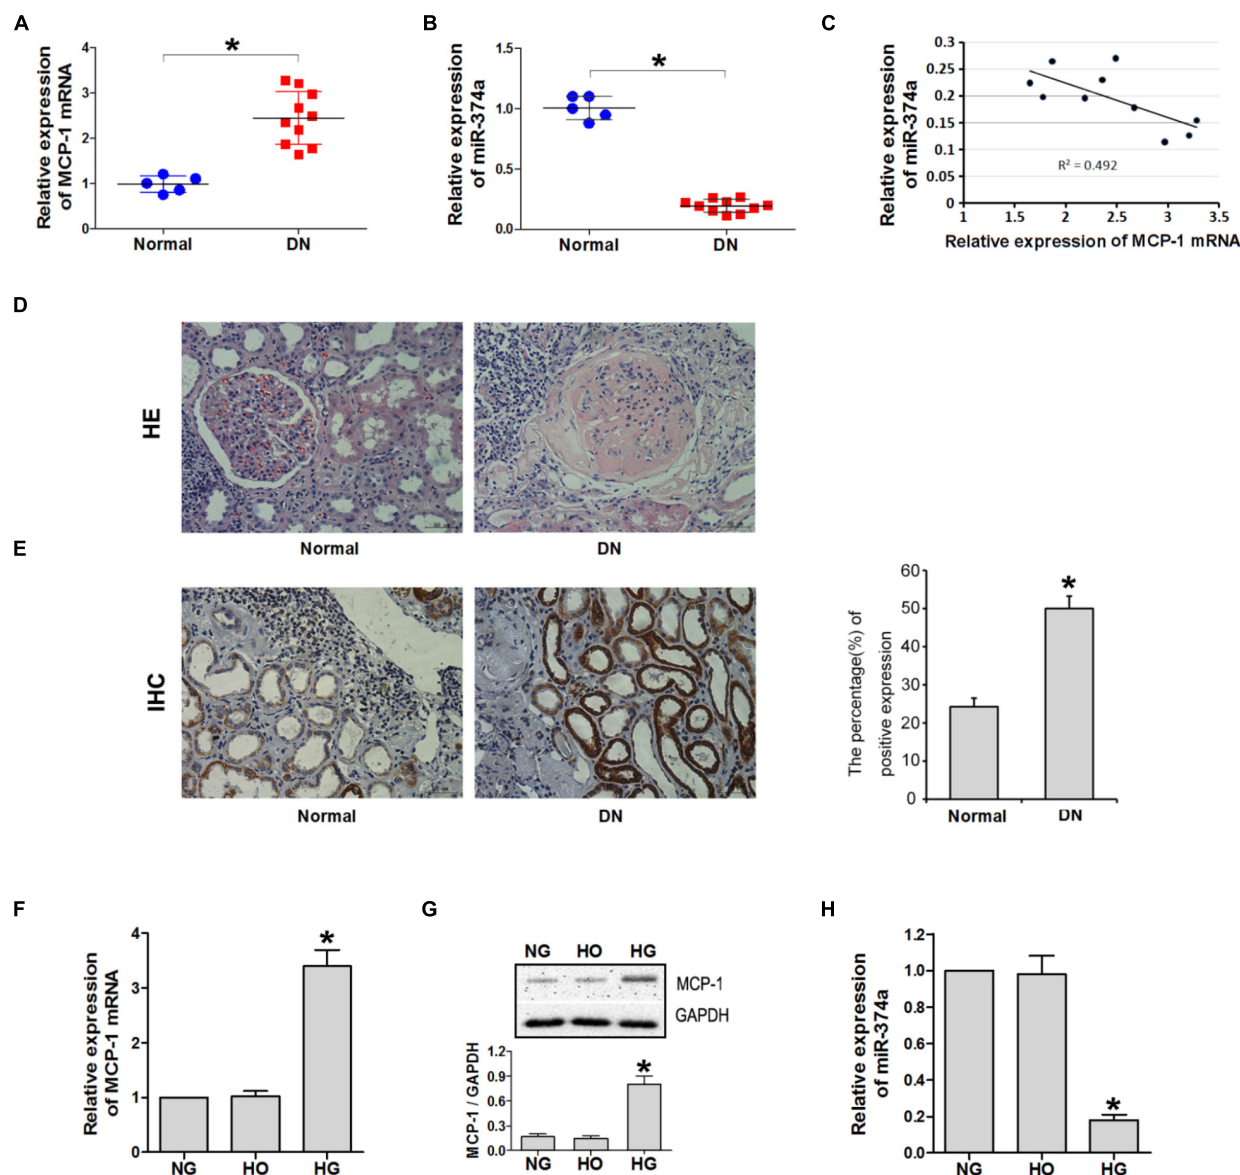 A
Relative expression
of MCP-1 mRNA
4
3
2
1
0
*
Normal
DN
B
Relative expression
of miR-374a
1.5
1.0
0.5
0.0
*
Normal
DN
C
Relative expression
of miR-374a
0.3
0.25
0.2
0.15
0.1
0.05
0
R² = 0.492
1
1.5
2
2.5
3
3.5
Relative expression of MCP-1 mRNA
D
HE
Normal
DN
E
IHC
Normal
DN
The percentage(%) of
positive expression
60
50
40
30
20
10
0
*
Normal
DN
F
Relative expression
of MCP-1 mRNA
4
3
2
1
0
*
NG
HO
HG
G
NG
HO
HG
MCP-1
GAPDH
MCP-1 / GAPDH
1.2
0.9
0.6
0.3
0.0
*
NG
HO
HG
H
Relative expression
of miR-374a
1.2
1.0
0.8
0.6
0.4
0.2
0.0
*
NG
HO
HG